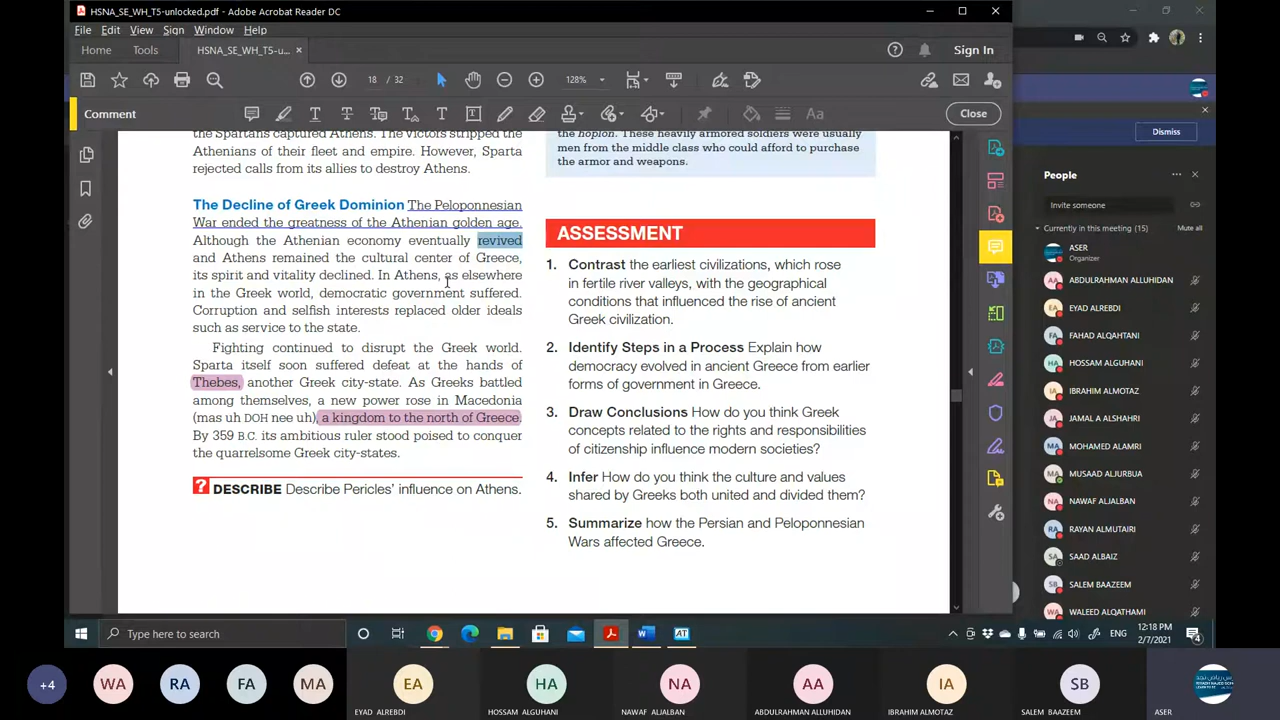 HSNA_SE_WH_T5-unlocked.pdf - Adobe Acrobat Reader DC
File Edit View Sign Window Help
Home Tools HSNA_SE_WH_T5-u... × Sign In
18 / 32 128%
Comment Close
the Spartans captured Athens. The victors stripped the
Athenians of their fleet and empire. However, Sparta
rejected calls from its allies to destroy Athens.
The Decline of Greek Dominion The Peloponnesian
War ended the greatness of the Athenian golden age.
Although the Athenian economy eventually revived
and Athens remained the cultural center of Greece,
its spirit and vitality declined. In Athens, as elsewhere
in the Greek world, democratic government suffered.
Corruption and selfish interests replaced older ideals
such as service to the state.
Fighting continued to disrupt the Greek world.
Sparta itself soon suffered defeat at the hands of
Thebes, another Greek city-state. As Greeks battled
among themselves, a new power rose in Macedonia
(mas uh DOH nee uh), a kingdom to the north of Greece.
By 359 B.C. its ambitious ruler stood poised to conquer
the quarrelsome Greek city-states.
? DESCRIBE Describe Pericles' influence on Athens.
the hoplon. These heavily armored soldiers were usually
men from the middle class who could afford to purchase
the armor and weapons.
ASSESSMENT
1. Contrast the earliest civilizations, which rose
in fertile river valleys, with the geographical
conditions that influenced the rise of ancient
Greek civilization.
2. Identify Steps in a Process Explain how
democracy evolved in ancient Greece from earlier
forms of government in Greece.
3. Draw Conclusions How do you think Greek
concepts related to the rights and responsibilities
of citizenship influence modern societies?
4. Infer How do you think the culture and values
shared by Greeks both united and divided them?
5. Summarize how the Persian and Peloponnesian
Wars affected Greece.
Dismiss
People
Invite someone
Currently in this meeting (15) Mute all
ASER
Organizer
AA ABDULRAHMAN ALLUHIDAN
EA EYAD ALREBDI
FA FAHAD ALQAHTANI
HA HOSSAM ALGUHANI
IA IBRAHIM ALMOTAZ
JA JAMAL A ALSHAHRI
MA MOHAMED ALAMRI
MA MUSAAD ALJURBUA
NA NAWAF ALJALBAN
RA RAYAN ALMUTAIRI
SA SAAD ALBAIZ
SB SALEM BAAZEEM
WA WALEED ALQATHAMI
Type here to search
ENG
12:18 PM
2/7/2021
4
+4 WA RA FA MA EA HA NA AA IA SB
EYAD ALREBDI HOSSAM ALGUHANI NAWAF ALJALBAN ABDULRAHMAN ALLUHIDAN IBRAHIM ALMOTAZ SALEM BAAZEEM ASER